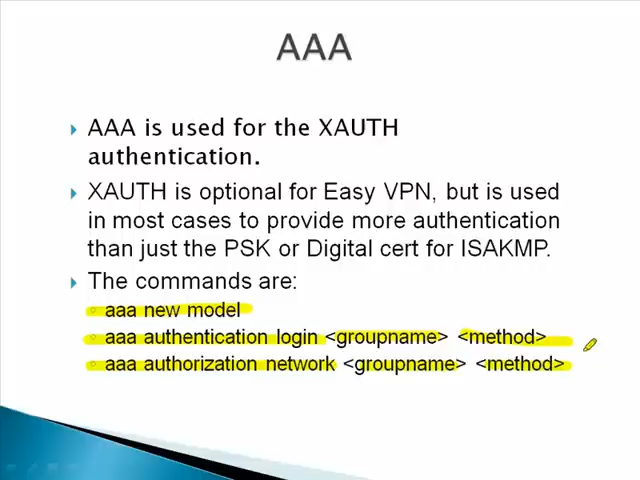 AAA
AAA is used for the XAUTH
authentication.
XAUTH is optional for Easy VPN, but is used
in most cases to provide more authentication
than just the PSK or Digital cert for ISAKMP.
The commands are:
aaa new model
aaa authentication login <groupname> <method>
aaa authorization network <groupname> <method>